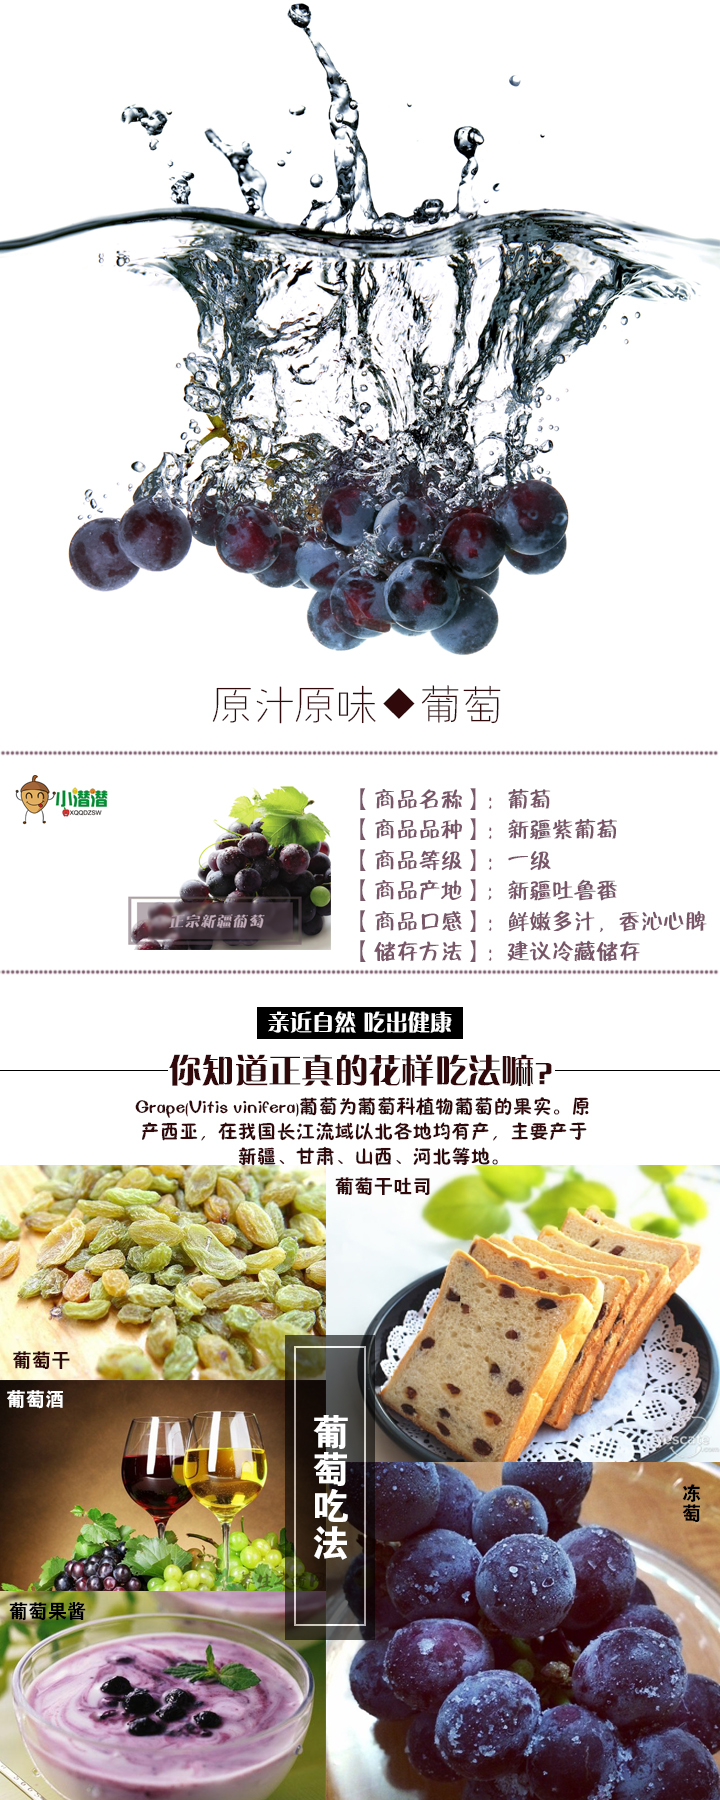 原汁原味◆葡萄
小潜潜
XQQDZSW
正宗新疆葡萄
【商品名称】：葡萄
【商品品种】：新疆紫葡萄
【商品等级】：一级
【商品产地】：新疆吐鲁番
【商品口感】：鲜嫩多汁，香沁心脾
【储存方法】：建议冷藏储存
亲近自然 吃出健康
你知道正真的花样吃法嘛?
Grape(Vitis vinifera)葡萄为葡萄科植物葡萄的果实。原
产西亚，在我国长江流域以北各地均有产，主要产于
新疆、甘肃、山西、河北等地。
葡萄干吐司
葡萄干
葡萄酒
葡萄吃法
冻萄
葡萄果酱